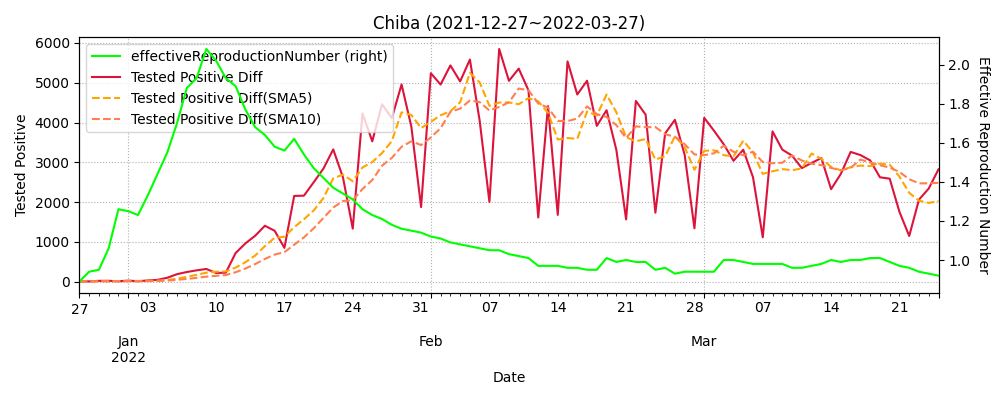 Chiba (2021-12-27~2022-03-27)
effectiveReproductionNumber (right)
Tested Positive Diff
Tested Positive Diff(SMA5)
Tested Positive Diff(SMA10)
Tested Positive
6000
5000
4000
3000
2000
1000
0
Effective Reproduction Number
2.0
1.8
1.6
1.4
1.2
1.0
27 03 10 17 24 31 07 14 21 28 07 14 21
Jan Feb Mar
2022
Date